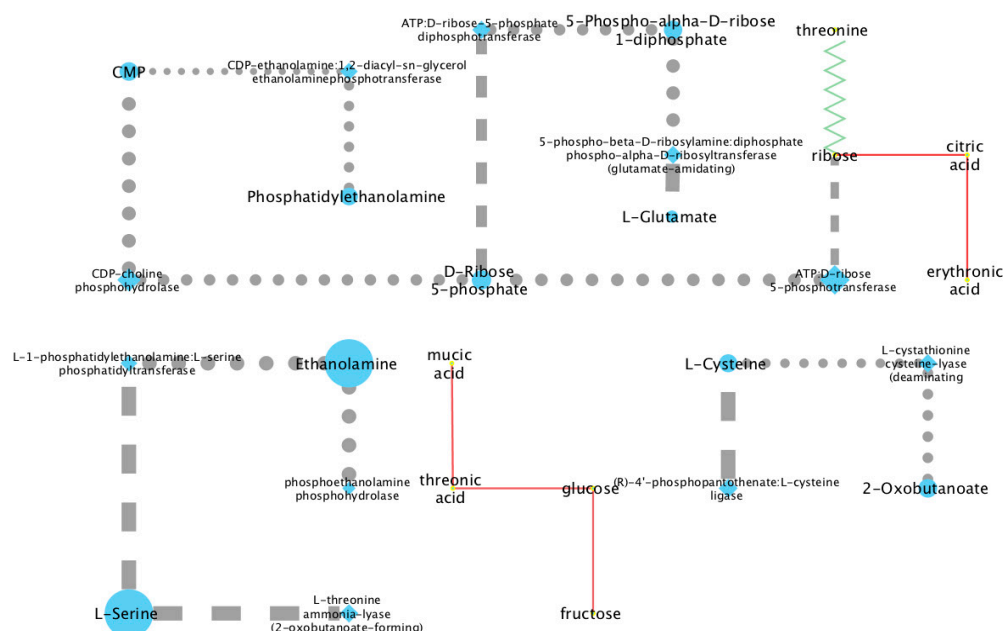 ATP:D-ribose-5-phosphate
diphosphotransferase
5-Phospho-alpha-D-ribose
1-diphosphate
threonine
CMP
CDP-ethanolamine:1,2-diacyl-sn-glycerol
ethanolaminephosphotransferase
5-phospho-beta-D-ribosylamine:diphosphate
phospho-alpha-D-ribosyltransferase
(glutamate-amidating)
ribose
citric
acid
Phosphatidylethanolamine
L-Glutamate
CDP-choline
phosphohydrolase
D-Ribose
5-phosphate
ATP:D-ribose
5-phosphotransferase
erythronic
acid
L-1-phosphatidylethanolamine:L-serine
phosphatidyltransferase
Ethanolamine
mucic
acid
L-Cysteine
L-cystathionine
cysteine-lyase
(deaminating
phosphoethanolamine
phosphohydrolase
threonic
acid
glucose
(R)-4'-phosphopantothenate:L-cysteine
ligase
2-Oxobutanoate
L-Serine
L-threonine
ammonia-lyase
(2-oxobutanoate-forming)
fructose